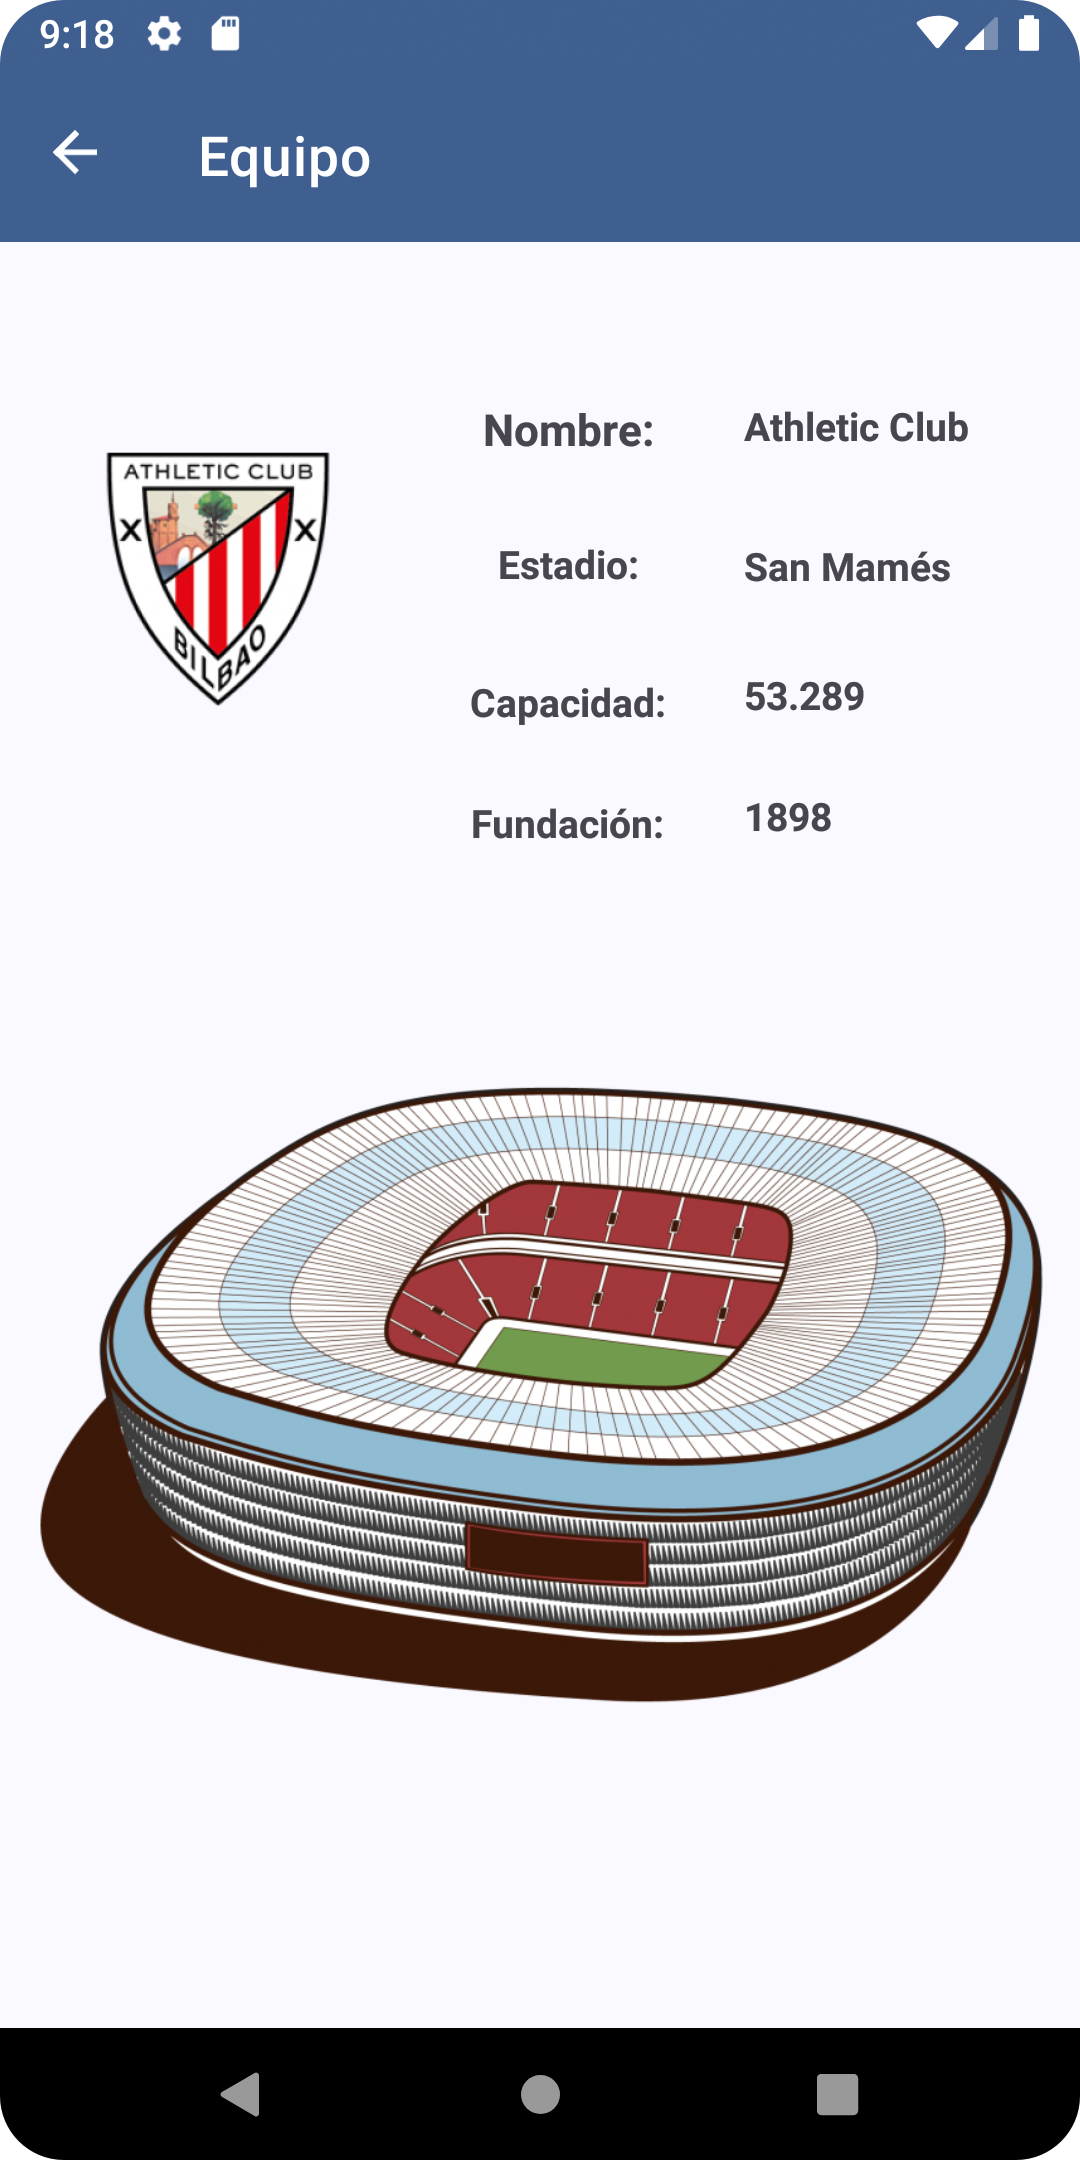 9:18
Equipo
ATHLETIC CLUB
X X
BILBAO
Nombre: Athletic Club
Estadio: San Mamés
Capacidad: 53.289
Fundación: 1898